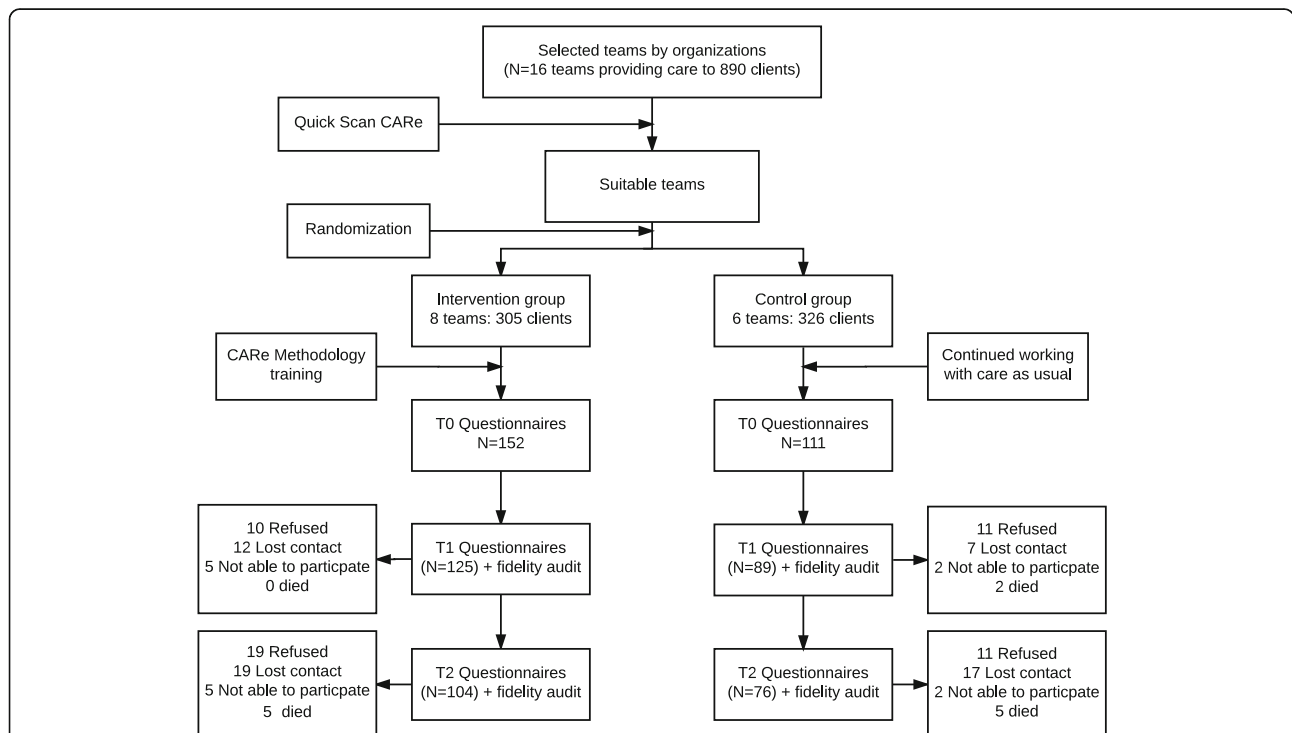 Selected teams by organizations
(N=16 teams providing care to 890 clients)
Quick Scan CARe
Suitable teams
Randomization
Intervention group
8 teams: 305 clients
Control group
6 teams: 326 clients
CARe Methodology
training
Continued working
with care as usual
T0 Questionnaires
N=152
T0 Questionnaires
N=111
10 Refused
12 Lost contact
5 Not able to particpate
0 died
T1 Questionnaires
(N=125) + fidelity audit
T1 Questionnaires
(N=89) + fidelity audit
11 Refused
7 Lost contact
2 Not able to particpate
2 died
19 Refused
19 Lost contact
5 Not able to particpate
5 died
T2 Questionnaires
(N=104) + fidelity audit
T2 Questionnaires
(N=76) + fidelity audit
11 Refused
17 Lost contact
2 Not able to particpate
5 died